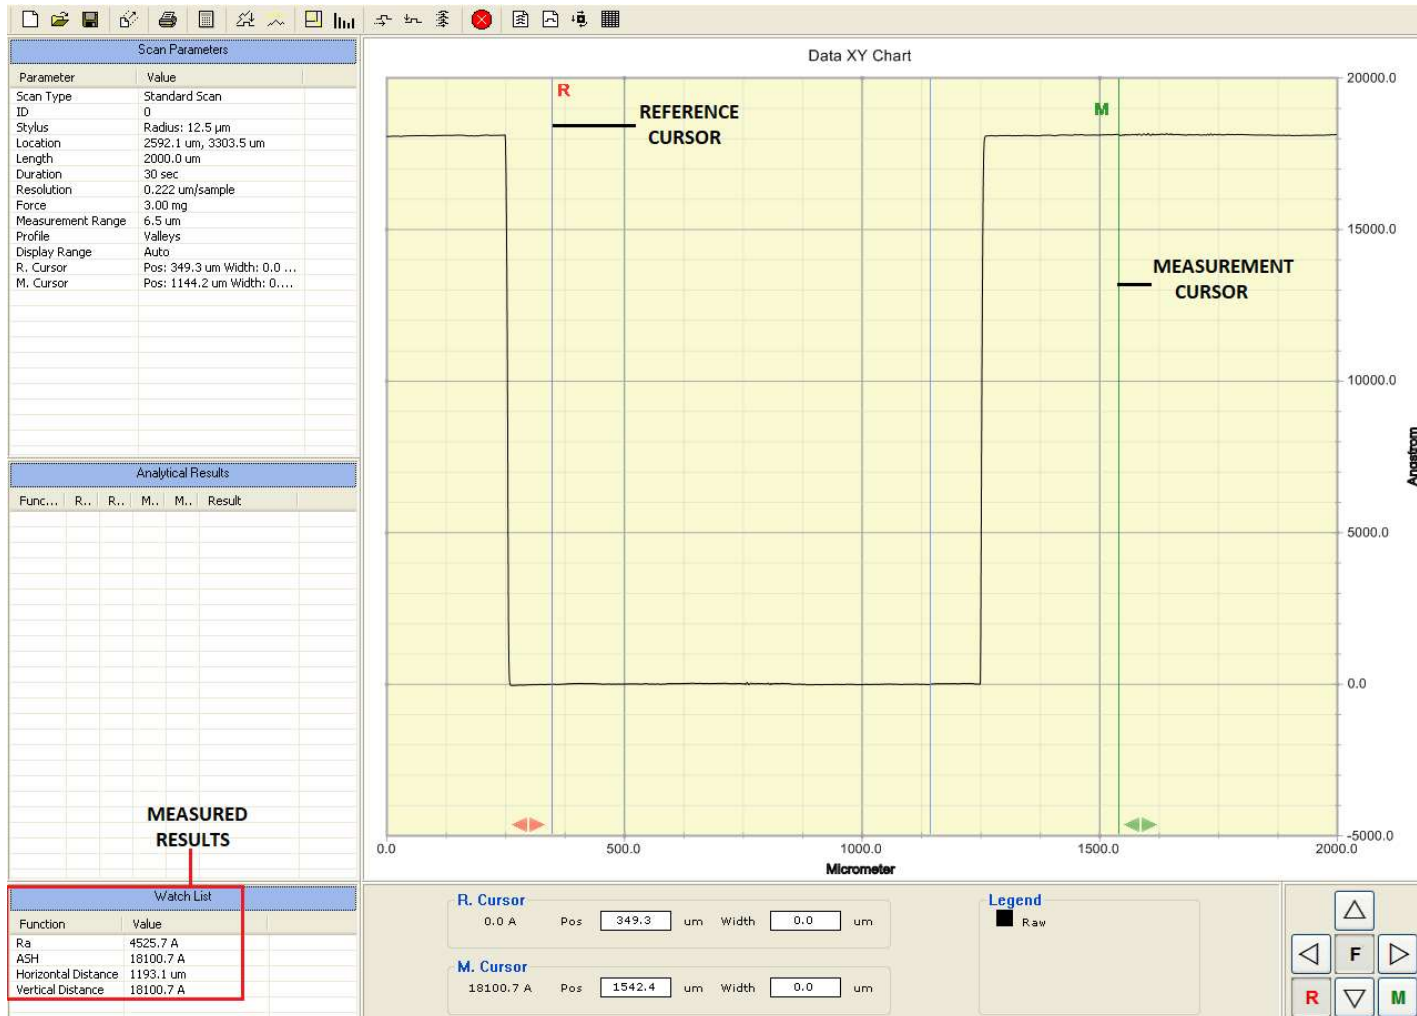 Scan Parameters
Parameter Value
Scan Type Standard Scan
ID 0
Stylus Radius: 12.5 µm
Location 2592.1 um, 3303.5 um
Length 2000.0 um
Duration 30 sec
Resolution 0.222 um/sample
Force 3.00 mg
Measurement Range 6.5 um
Profile Valleys
Display Range Auto
R. Cursor Pos: 349.3 um Width: 0.0 ...
M. Cursor Pos: 1144.2 um Width: 0....
Analytical Results
Func... R.. R.. M.. M.. Result
MEASURED
RESULTS
Watch List
Function Value
Ra 4525.7 A
ASH 18100.7 A
Horizontal Distance 1193.1 um
Vertical Distance 18100.7 A
Data XY Chart
R
REFERENCE
CURSOR
M
MEASUREMENT
CURSOR
20000.0
15000.0
10000.0
5000.0
0.0
-5000.0
Angstrom
0.0 500.0 1000.0 1500.0 2000.0
Micrometer
R. Cursor
0.0 A Pos 349.3 um Width 0.0 um
M. Cursor
18100.7 A Pos 1542.4 um Width 0.0 um
Legend
Raw
F
R M